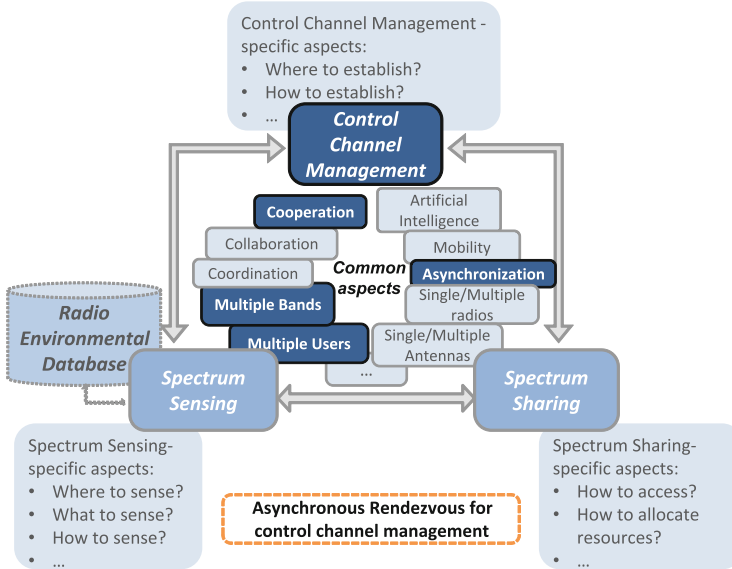 Control Channel Management -
specific aspects:
• Where to establish?
• How to establish?
• ...
Control
Channel
Management
Cooperation
Collaboration
Coordination
Multiple Bands
Multiple Users
...
Common
aspects
Artificial
Intelligence
Mobility
Asynchronization
Single/Multiple
radios
Single/Multiple
Antennas
Radio
Environmental
Database
Spectrum
Sensing
Spectrum
Sharing
Spectrum Sensing-
specific aspects:
• Where to sense?
• What to sense?
• How to sense?
• ...
Asynchronous Rendezvous for
control channel management
Spectrum Sharing-
specific aspects:
• How to access?
• How to allocate
resources?
• ...